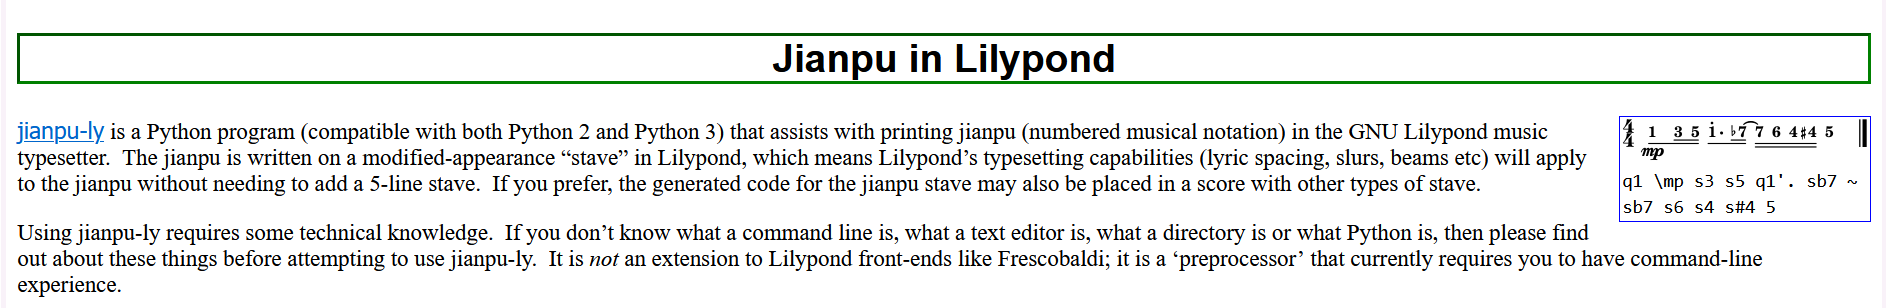 Jianpu in Lilypond
jianpu-ly is a Python program (compatible with both Python 2 and Python 3) that assists with printing jianpu (numbered musical notation) in the GNU Lilypond music
typesetter. The jianpu is written on a modified-appearance “stave” in Lilypond, which means Lilypond’s typesetting capabilities (lyric spacing, slurs, beams etc) will apply
to the jianpu without needing to add a 5-line stave. If you prefer, the generated code for the jianpu stave may also be placed in a score with other types of stave.
4/4 1 3 5 i· ♭7 7 6 4 ♯4 5
mp
q1 \mp s3 s5 q1'. sb7 ~
sb7 s6 s4 s#4 5
Using jianpu-ly requires some technical knowledge. If you don’t know what a command line is, what a text editor is, what a directory is or what Python is, then please find
out about these things before attempting to use jianpu-ly. It is not an extension to Lilypond front-ends like Frescobaldi; it is a ‘preprocessor’ that currently requires you to have command-line
experience.